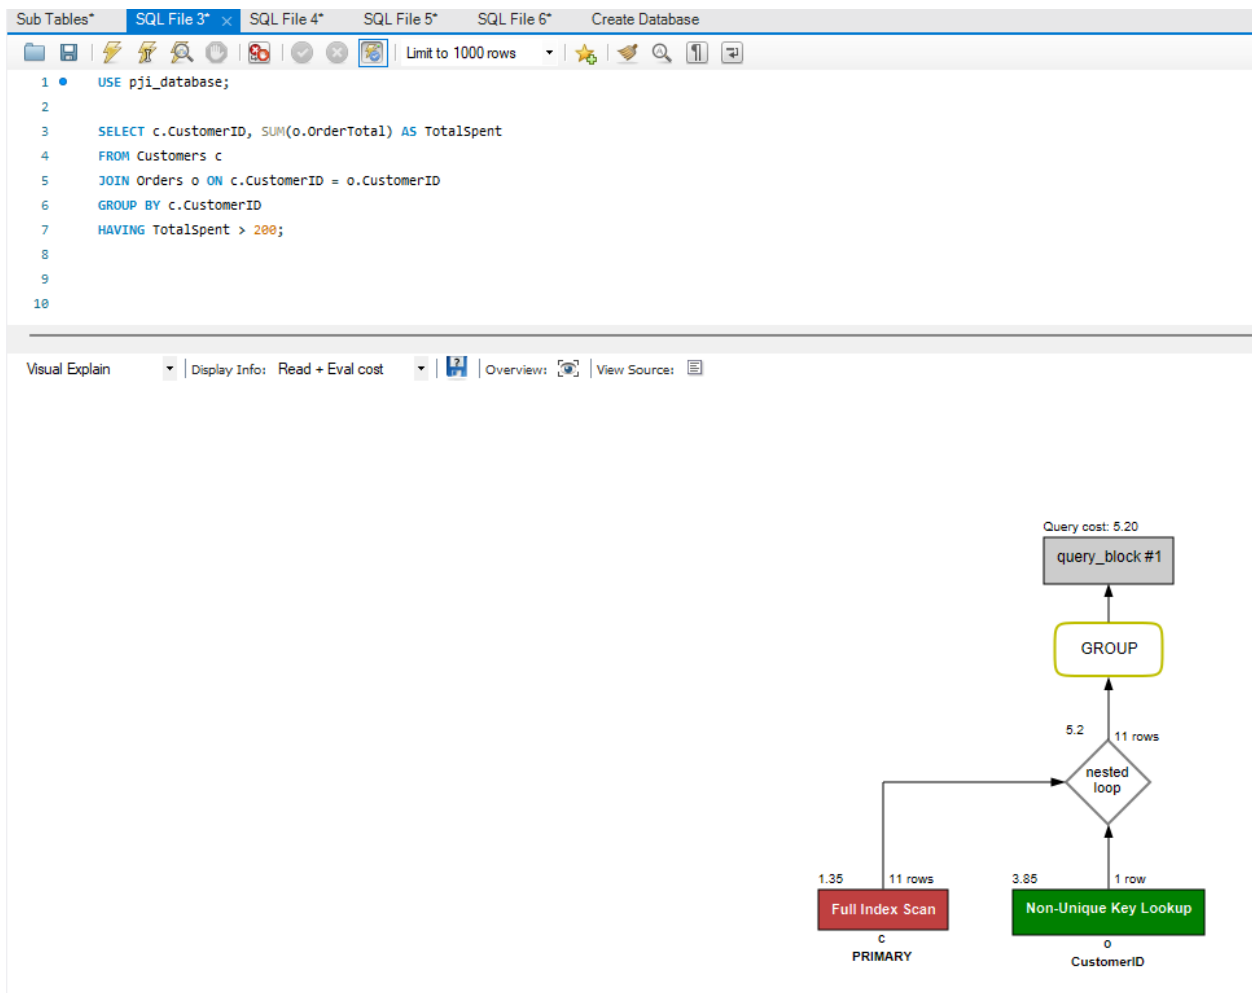 Sub Tables* SQL File 3* × SQL File 4* SQL File 5* SQL File 6* Create Database
Limit to 1000 rows
1 USE pji_database;
2
3 SELECT c.CustomerID, SUM(o.OrderTotal) AS TotalSpent
4 FROM Customers c
5 JOIN Orders o ON c.CustomerID = o.CustomerID
6 GROUP BY c.CustomerID
7 HAVING TotalSpent > 200;
8
9
10
Visual Explain Display Info: Read + Eval cost Overview: View Source:
Query cost: 5.20
query_block #1
GROUP
5.2 11 rows
nested
loop
1.35 11 rows 3.85 1 row
Full Index Scan Non-Unique Key Lookup
c o
PRIMARY CustomerID